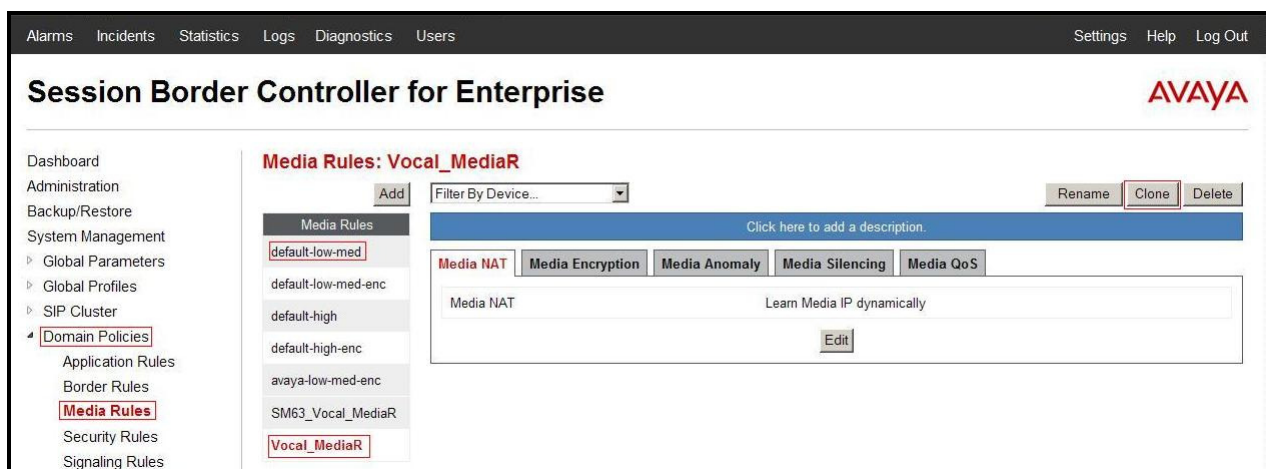 Alarms Incidents Statistics Logs Diagnostics Users Settings Help Log Out
Session Border Controller for Enterprise
AVAYA
Dashboard
Administration
Backup/Restore
System Management
Global Parameters
Global Profiles
SIP Cluster
Domain Policies
Application Rules
Border Rules
Media Rules
Security Rules
Signaling Rules
Media Rules: Vocal_MediaR
Add
Filter By Device...
Rename Clone Delete
Media Rules
default-low-med
default-low-med-enc
default-high
default-high-enc
avaya-low-med-enc
SM63_Vocal_MediaR
Vocal_MediaR
Click here to add a description.
Media NAT Media Encryption Media Anomaly Media Silencing Media QoS
Media NAT Learn Media IP dynamically
Edit